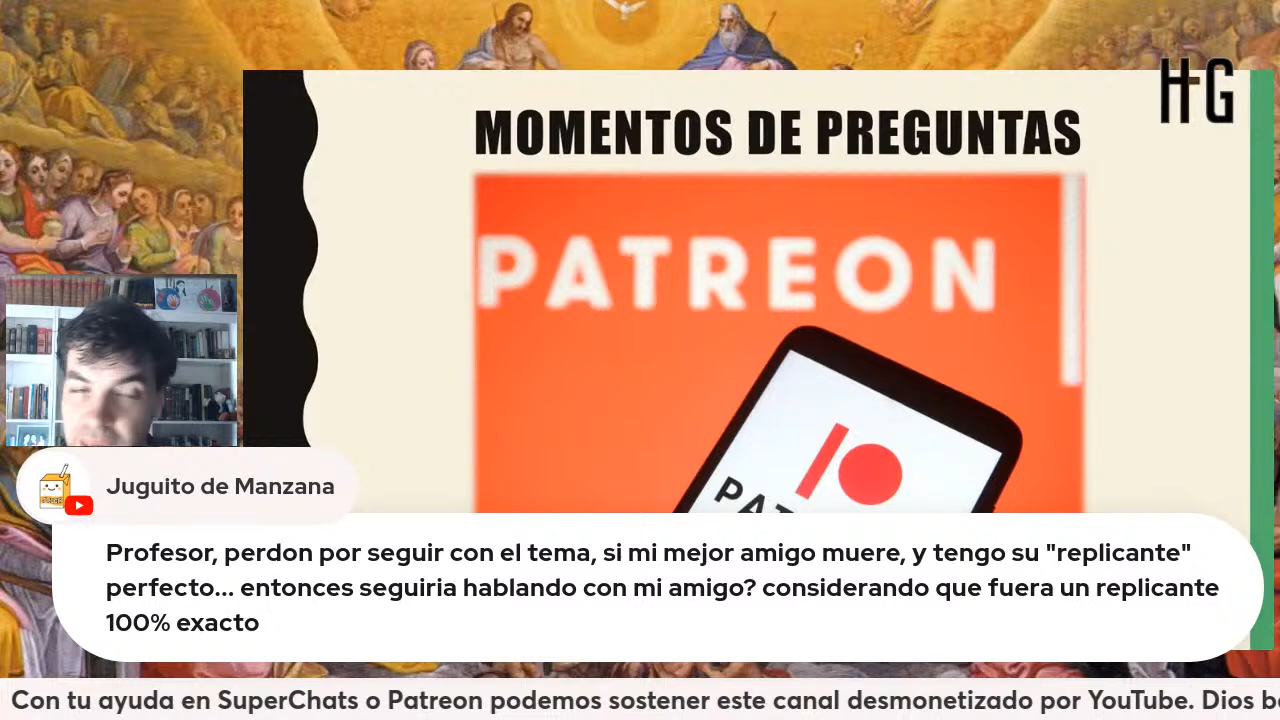 H-G
MOMENTOS DE PREGUNTAS
PATREON
Juguito de Manzana
Profesor, perdon por seguir con el tema, si mi mejor amigo muere, y tengo su "replicante"
perfecto... entonces seguiria hablando con mi amigo? considerando que fuera un replicante
100% exacto
Con tu ayuda en SuperChats o Patreon podemos sostener este canal desmonetizado por YouTube. Dios